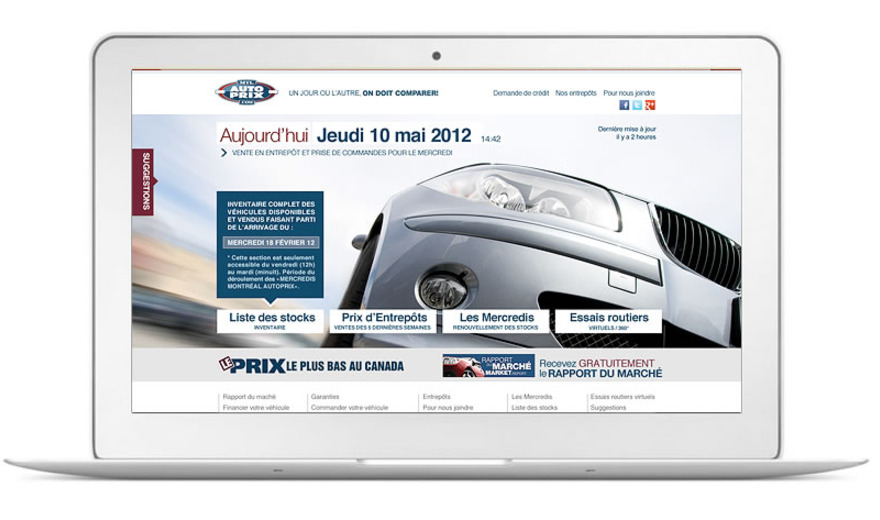 MTL
AUTO
PRIX
.COM
UN JOUR OU L'AUTRE, ON DOIT COMPARER!
Demande de crédit Nos entrepôts Pour nous joindre
Aujourd'hui Jeudi 10 mai 2012 14:42
Dernière mise à jour
il y a 2 heures
VENTE EN ENTREPÔT ET PRISE DE COMMANDES POUR LE MERCREDI
SUGGESTIONS
INVENTAIRE COMPLET DES
VÉHICULES DISPONIBLES
ET VENDUS FAISANT PARTI
DE L'ARRIVAGE DU :
MERCREDI 18 FÉVRIER 12
* Cette section est seulement
accessible du vendredi (12h)
au mardi (minuit). Période du
déroulement des «MERCREDIS
MONTRÉAL AUTOPRIX».
Liste des stocks
INVENTAIRE
Prix d'Entrepôts
VENTES DES 5 DERNIÈRES SEMAINES
Les Mercredis
RENOUVELLEMENT DES STOCKS
Essais routiers
VIRTUELS / 360°
LE PRIX LE PLUS BAS AU CANADA
RAPPORT
DU MARCHÉ
MARKET REPORT
Recevez GRATUITEMENT
le RAPPORT DU MARCHÉ
Rapport du maché Garanties Entrepôts Les Mercredis Essais routiers virtuels
Financier votre véhicule Commander votre véhicule Pour nous joindre Liste des stocks Suggestions